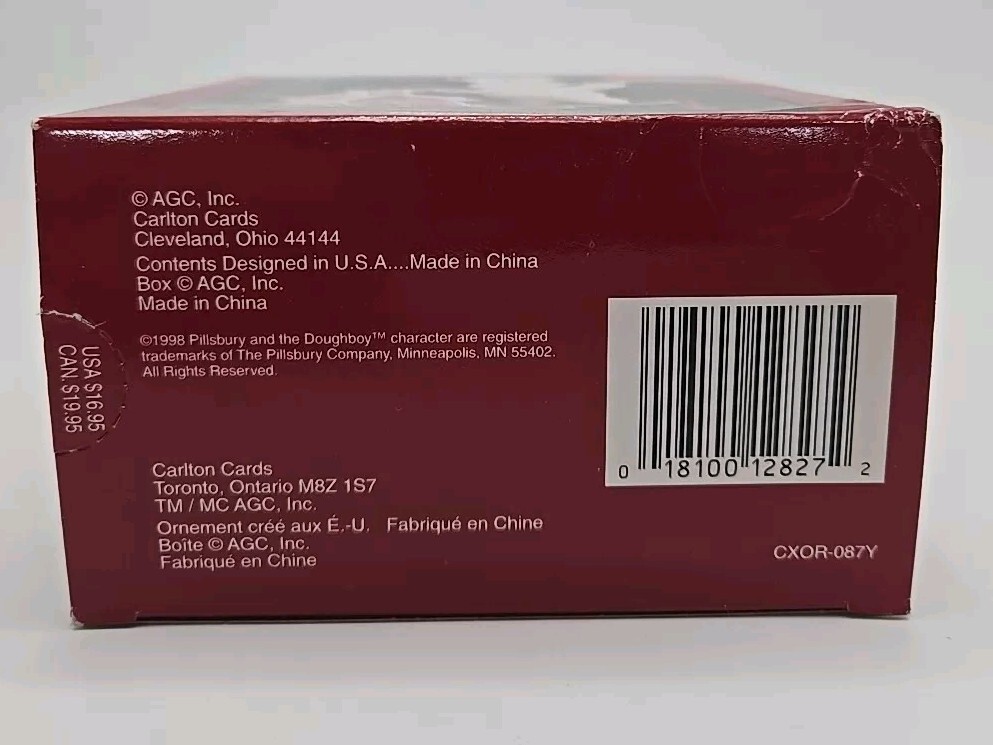 © AGC, Inc.
Carlton Cards
Cleveland, Ohio 44144
Contents Designed in U.S.A....Made in China
Box © AGC, Inc.
Made in China
©1998 Pillsbury and the Doughboy™ character are registered
trademarks of The Pillsbury Company, Minneapolis, MN 55402.
All Rights Reserved.
USA $16.95
CAN. $19.95
Carlton Cards
Toronto, Ontario M8Z 1S7
TM / MC AGC, Inc.
Ornement créé aux É.-U. Fabriqué en Chine
Boîte © AGC, Inc.
Fabriqué en Chine
0 18100 12827 2
CXOR-087Y